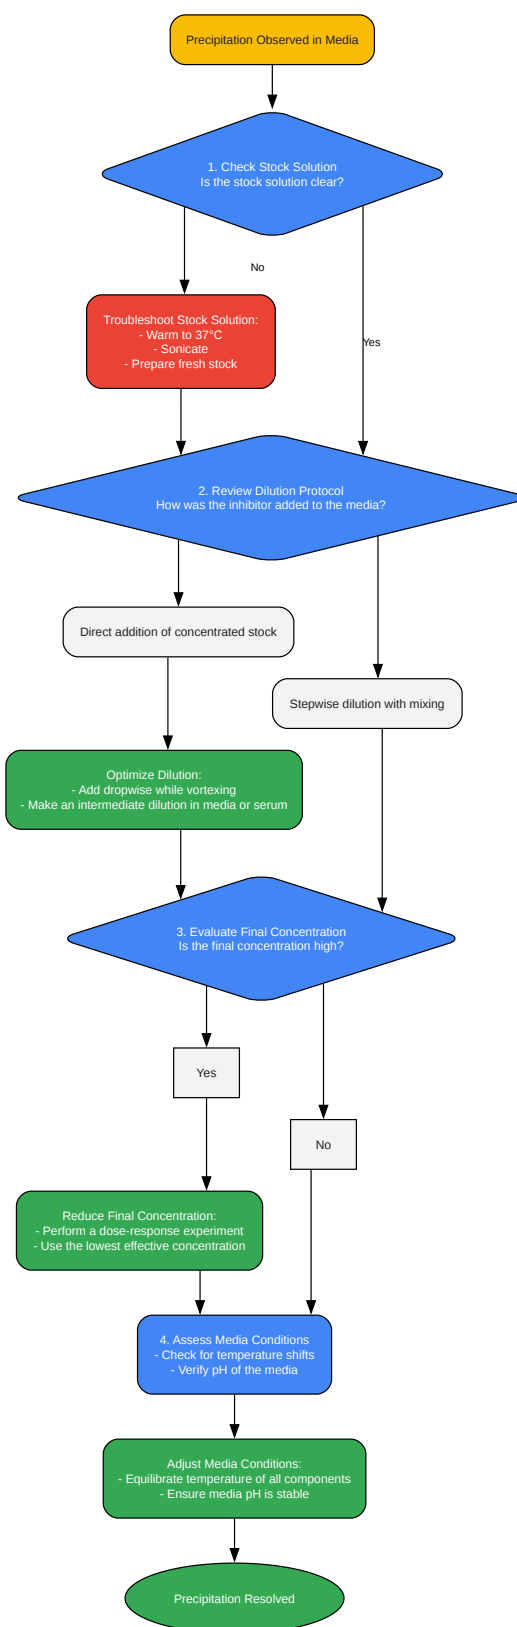 Precipitation Observed in Media
1. Check Stock Solution
Is the stock solution clear?
No
Troubleshoot Stock Solution:
- Warm to 37°C
- Sonicate
- Prepare fresh stock
Yes
2. Review Dilution Protocol
How was the inhibitor added to the media?
Direct addition of concentrated stock
Stepwise dilution with mixing
Optimize Dilution:
- Add dropwise while vortexing
- Make an intermediate dilution in media or serum
3. Evaluate Final Concentration
Is the final concentration high?
Yes
No
Reduce Final Concentration:
- Perform a dose-response experiment
- Use the lowest effective concentration
4. Assess Media Conditions
- Check for temperature shifts
- Verify pH of the media
Adjust Media Conditions:
- Equilibrate temperature of all components
- Ensure media pH is stable
Precipitation Resolved